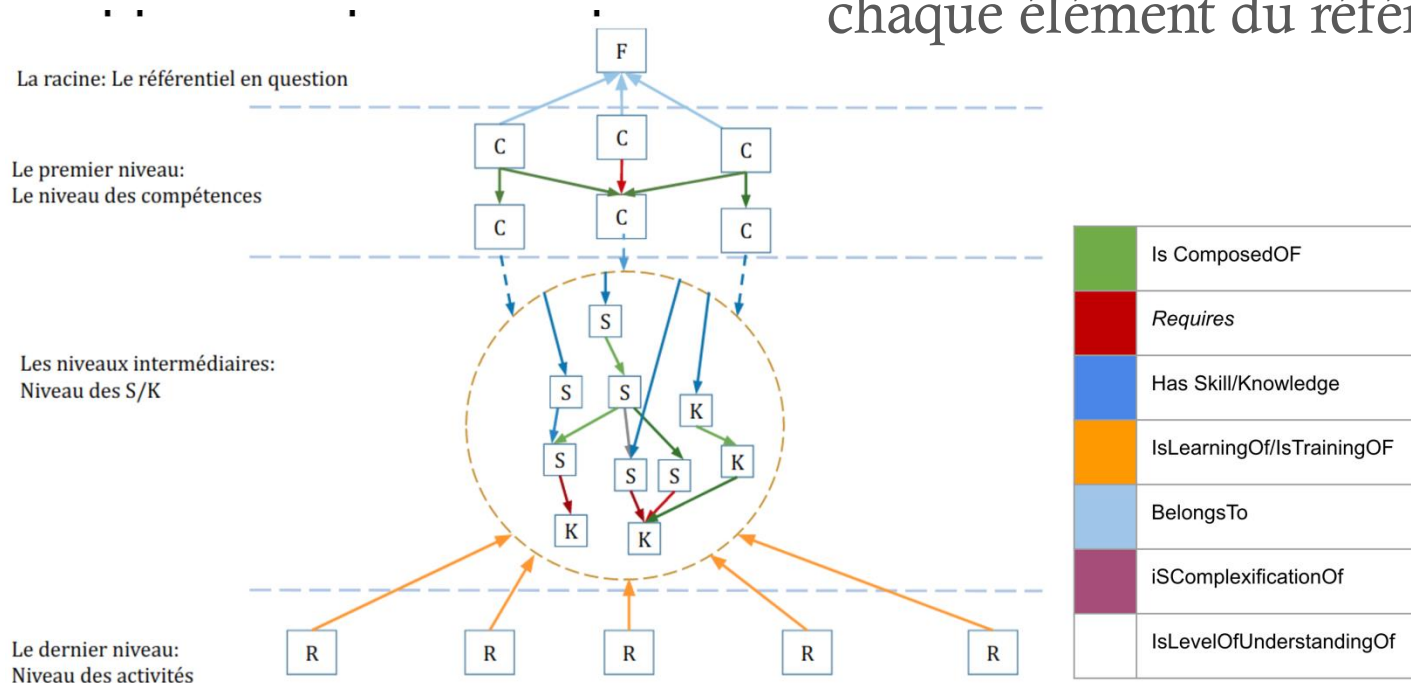 chaque élément du référ
F
La racine: Le référentiel en question
C
C
C
Le premier niveau:
Le niveau des compétences
C
C
C
Is ComposedOF
Requires
Has Skill/Knowledge
IsLearningOf/IsTrainingOF
BelongsTo
iSComplexificationOf
IsLevelOfUnderstandingOf
Les niveaux intermédiaires:
Niveau des S/K
S
S
S
K
S
S
S
K
K
K
Le dernier niveau:
Niveau des activités
R
R
R
R
R